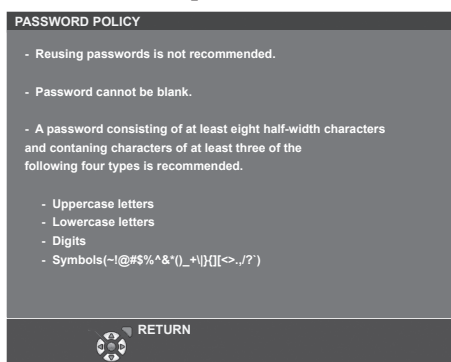 PASSWORD POLICY
- Reusing passwords is not recommended.
- Password cannot be blank.
- A password consisting of at least eight half-width characters
and contaning characters of at least three of the
following four types is recommended.
- Uppercase letters
- Lowercase letters
- Digits
- Symbols(~!@#$%^&*()_+\|}{][<>.,/?`)
RETURN